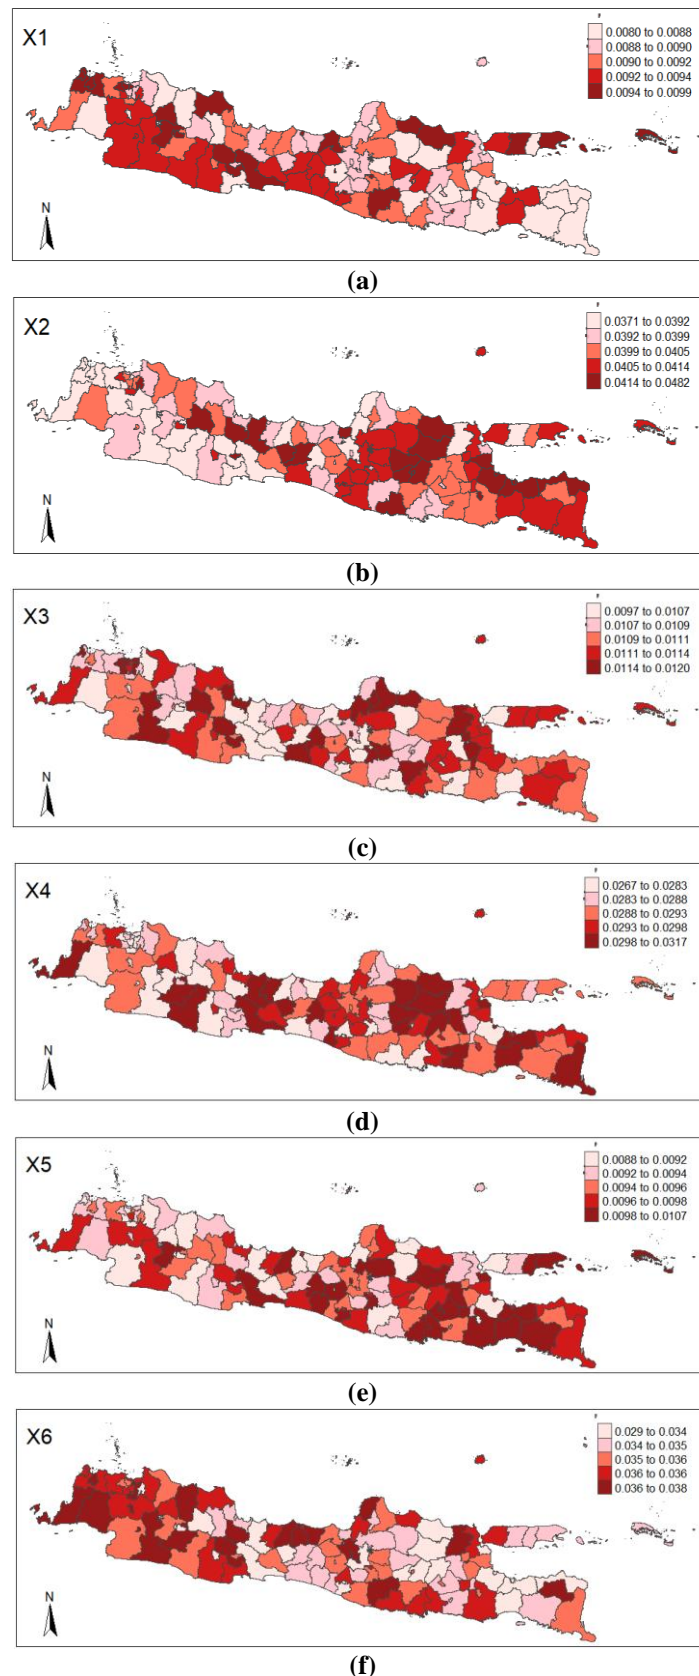 X1
0.0080 to 0.0088
0.0088 to 0.0090
0.0090 to 0.0092
0.0092 to 0.0094
0.0094 to 0.0099
N
(a)
X2
0.0371 to 0.0392
0.0392 to 0.0399
0.0399 to 0.0405
0.0405 to 0.0414
0.0414 to 0.0482
N
(b)
X3
0.0097 to 0.0107
0.0107 to 0.0109
0.0109 to 0.0111
0.0111 to 0.0114
0.0114 to 0.0120
N
(c)
X4
0.0267 to 0.0283
0.0283 to 0.0288
0.0288 to 0.0293
0.0293 to 0.0298
0.0298 to 0.0317
N
(d)
X5
0.0088 to 0.0092
0.0092 to 0.0094
0.0094 to 0.0096
0.0096 to 0.0098
0.0098 to 0.0107
N
(e)
X6
0.029 to 0.034
0.034 to 0.035
0.035 to 0.036
0.036 to 0.036
0.036 to 0.038
N
(f)